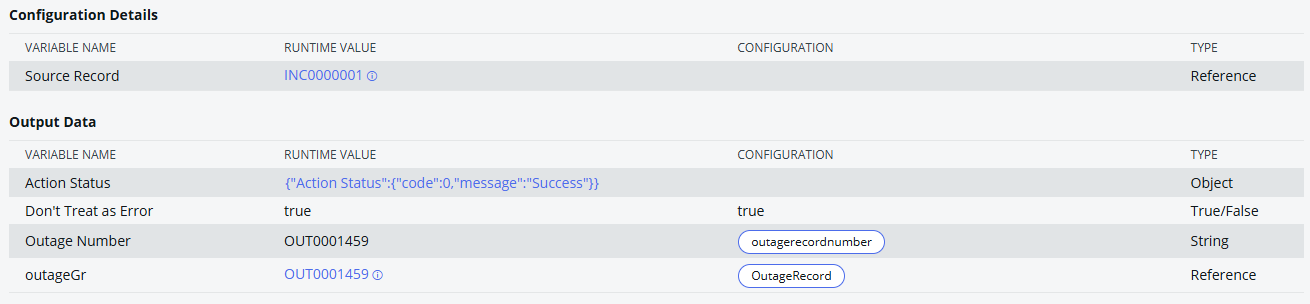 Configuration Details
VARIABLE NAME RUNTIME VALUE CONFIGURATION TYPE
Source Record INC0000001 Reference
Output Data
VARIABLE NAME RUNTIME VALUE CONFIGURATION TYPE
Action Status {"Action Status":{"code":0,"message":"Success"}} Object
Don't Treat as Error true true True/False
Outage Number OUT0001459 outagerecordnumber String
outageGr OUT0001459 OutageRecord Reference